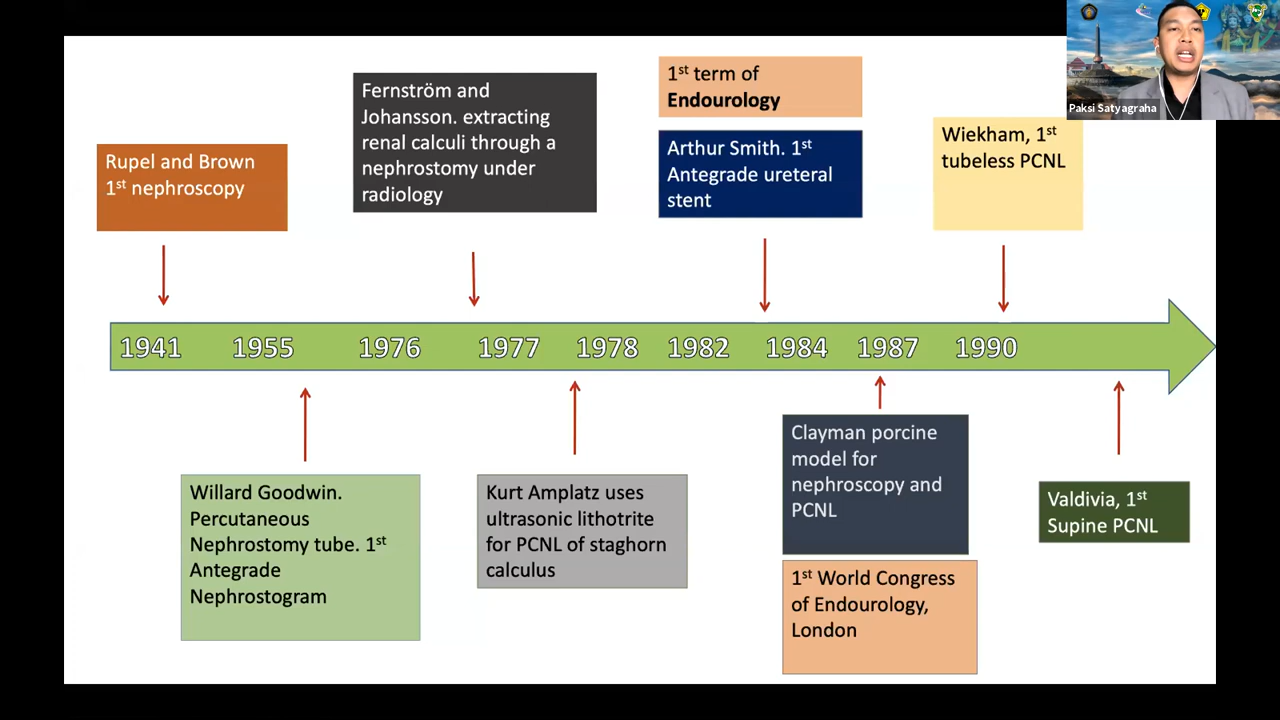 Paksi Satyagraha
Rupel and Brown
1st nephroscopy
Fernström and
Johansson. extracting
renal calculi through a
nephrostomy under
radiology
1st term of
Endourology
Arthur Smith. 1st
Antegrade ureteral
stent
Wiekham, 1st
tubeless PCNL
1941 1955 1976 1977 1978 1982 1984 1987 1990
Willard Goodwin.
Percutaneous
Nephrostomy tube. 1st
Antegrade
Nephrostogram
Kurt Amplatz uses
ultrasonic lithotrite
for PCNL of staghorn
calculus
Clayman porcine
model for
nephroscopy and
PCNL
1st World Congress
of Endourology,
London
Valdivia, 1st
Supine PCNL